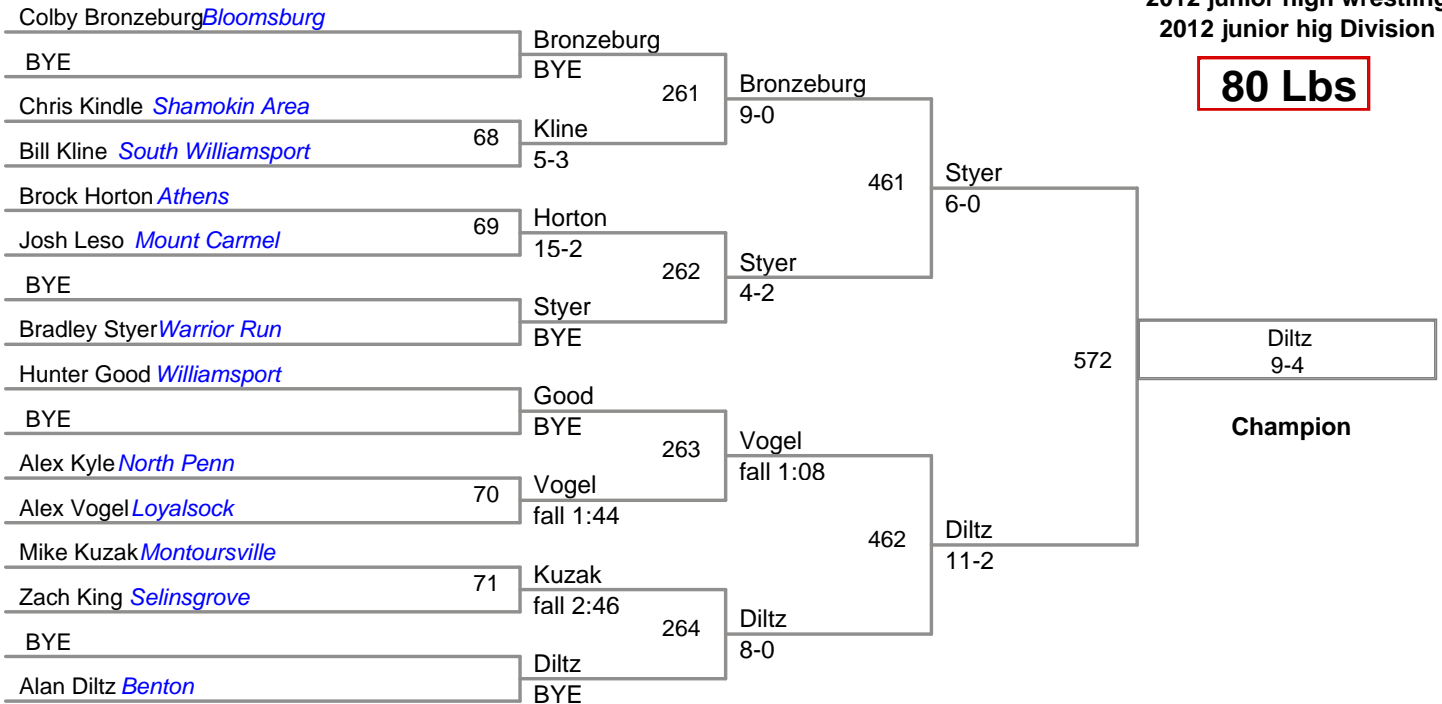 2012 junior high wrestling
2012 junior hig Division
80 Lbs
Colby Bronzeburg Bloomsburg
BYE
Chris Kindle Shamokin Area
Bill Kline South Williamsport
Brock Horton Athens
Josh Leso Mount Carmel
BYE
Bradley Styer Warrior Run
Hunter Good Williamsport
BYE
Alex Kyle North Penn
Alex Vogel Loyalsock
Mike Kuzak Montoursville
Zach King Selinsgrove
BYE
Alan Diltz Benton
68
69
70
71
Bronzeburg
BYE
Kline
5-3
Horton
15-2
Styer
BYE
Good
BYE
Vogel
fall 1:44
Kuzak
fall 2:46
Diltz
BYE
261
262
263
264
Bronzeburg
9-0
Styer
4-2
Vogel
fall 1:08
Diltz
8-0
461
462
Styer
6-0
Diltz
11-2
572
Diltz
9-4
Champion